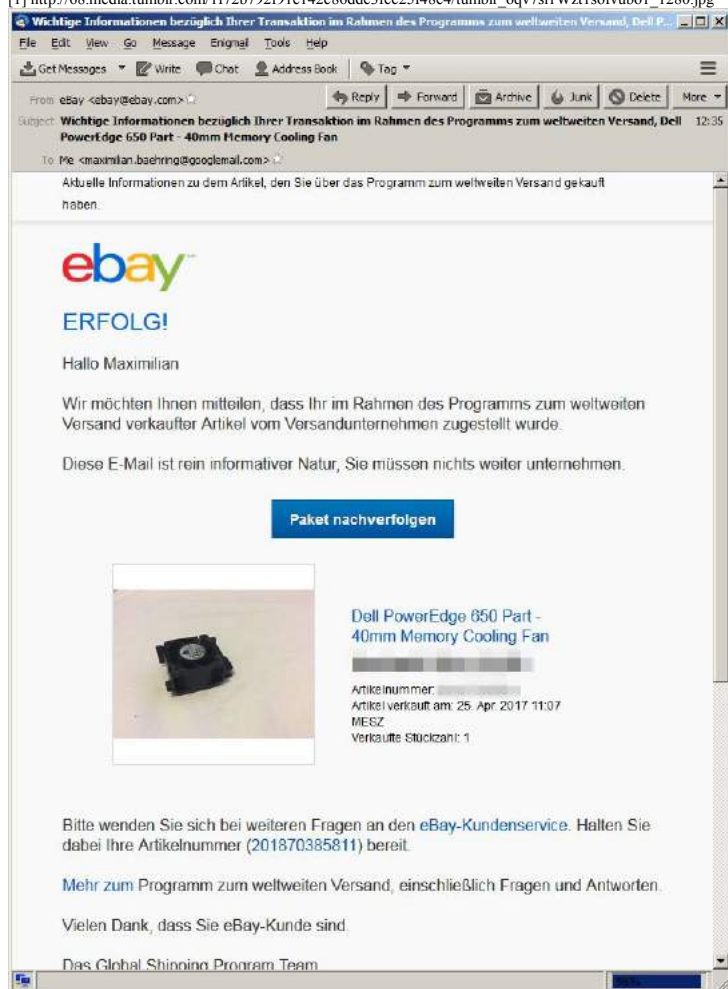 Wichtige Informationen bezüglich Ihrer Transaktion im Rahmen des Programms zum weltweiten Versand, Dell P...
File Edit View Go Message Enigmail Tools Help
Get Messages Write Chat Address Book Tag
From eBay <ebay@ebay.com> Reply Forward Archive Junk Delete More
Subject Wichtige Informationen bezüglich Ihrer Transaktion im Rahmen des Programms zum weltweiten Versand, Dell 12:35
PowerEdge 650 Part - 40mm Memory Cooling Fan
To Me <maximilian.baehring@googlemail.com>
Aktuelle Informationen zu dem Artikel, den Sie über das Programm zum weltweiten Versand gekauft
haben.
ebay
ERFOLG!
Hallo Maximilian
Wir möchten Ihnen mitteilen, dass Ihr im Rahmen des Programms zum weltweiten
Versand verkaufter Artikel vom Versandunternehmen zugestellt wurde.
Diese E-Mail ist rein informativer Natur, Sie müssen nichts weiter unternehmen.
Paket nachverfolgen
Dell PowerEdge 650 Part -
40mm Memory Cooling Fan
Artikelnummer:
Artikel verkauft am: 25. Apr. 2017 11:07
MESZ
Verkaufte Stückzahl: 1
Bitte wenden Sie sich bei weiteren Fragen an den eBay-Kundenservice. Halten Sie
dabei Ihre Artikelnummer (201870385811) bereit.
Mehr zum Programm zum weltweiten Versand, einschließlich Fragen und Antworten.
Vielen Dank, dass Sie eBay-Kunde sind.
Das Global Shipping Program Team